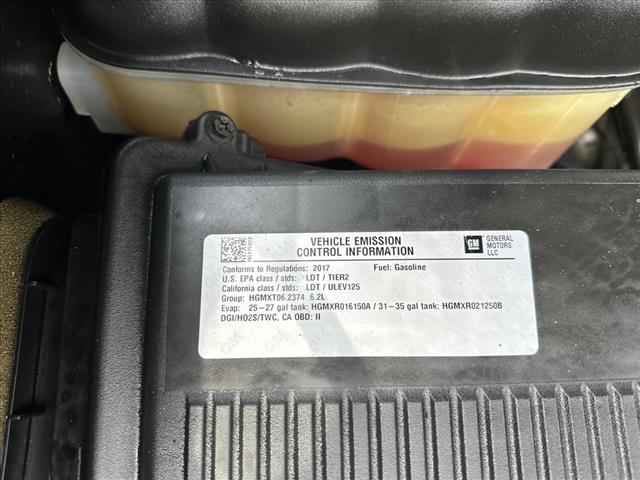 VEHICLE EMISSION
CONTROL INFORMATION
GM
GENERAL
MOTORS
LLC
Conforms to Regulations: 2017 Fuel: Gasoline
U.S. EPA class / stds: LDT / TIER2
California class / stds: LDT / ULEV125
Group: HGMXT06.2374 6.2L
Evap: 25-27 gal tank: HGMXR016150A / 31-35 gal tank: HGMXR021250B
DGI/HO2S/TWC, CA OBD: II